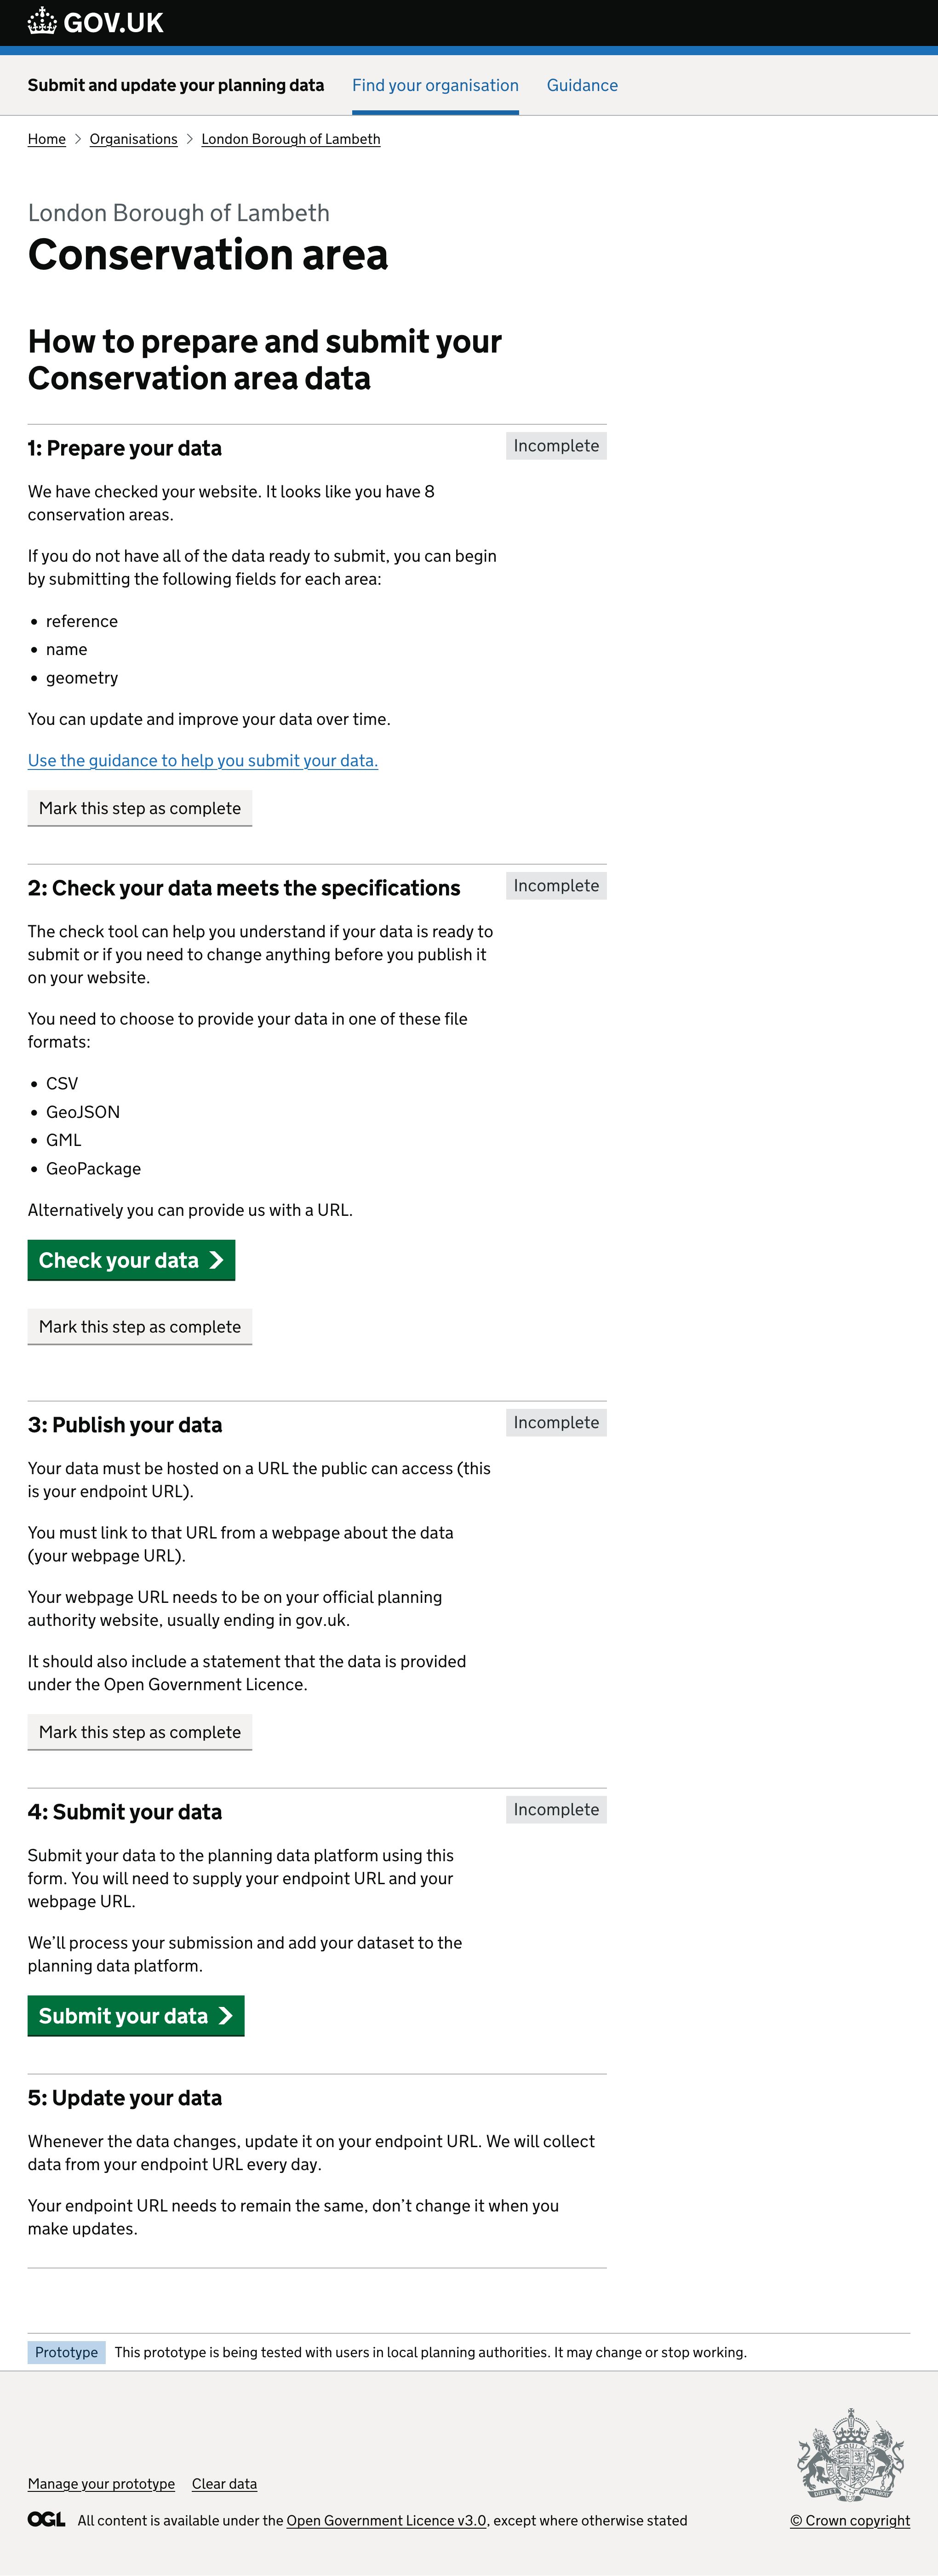 GOV.UK
Submit and update your planning data Find your organisation Guidance
Home Organisations London Borough of Lambeth
London Borough of Lambeth
Conservation area
How to prepare and submit your
Conservation area data
1: Prepare your data Incomplete
We have checked your website. It looks like you have 8
conservation areas.
If you do not have all of the data ready to submit, you can begin
by submitting the following fields for each area:
• reference
• name
• geometry
You can update and improve your data over time.
Use the guidance to help you submit your data.
Mark this step as complete
2: Check your data meets the specifications Incomplete
The check tool can help you understand if your data is ready to
submit or if you need to change anything before you publish it
on your website.
You need to choose to provide your data in one of these file
formats:
• CSV
• GeoJSON
• GML
• GeoPackage
Alternatively you can provide us with a URL.
Check your data
Mark this step as complete
3: Publish your data Incomplete
Your data must be hosted on a URL the public can access (this
is your endpoint URL).
You must link to that URL from a webpage about the data
(your webpage URL).
Your webpage URL needs to be on your official planning
authority website, usually ending in gov.uk.
It should also include a statement that the data is provided
under the Open Government Licence.
Mark this step as complete
4: Submit your data Incomplete
Submit your data to the planning data platform using this
form. You will need to supply your endpoint URL and your
webpage URL.
We’ll process your submission and add your dataset to the
planning data platform.
Submit your data
5: Update your data
Whenever the data changes, update it on your endpoint URL. We will collect
data from your endpoint URL every day.
Your endpoint URL needs to remain the same, don’t change it when you
make updates.
Prototype This prototype is being tested with users in local planning authorities. It may change or stop working.
Manage your prototype Clear data
OGL All content is available under the Open Government Licence v3.0, except where otherwise stated
© Crown copyright